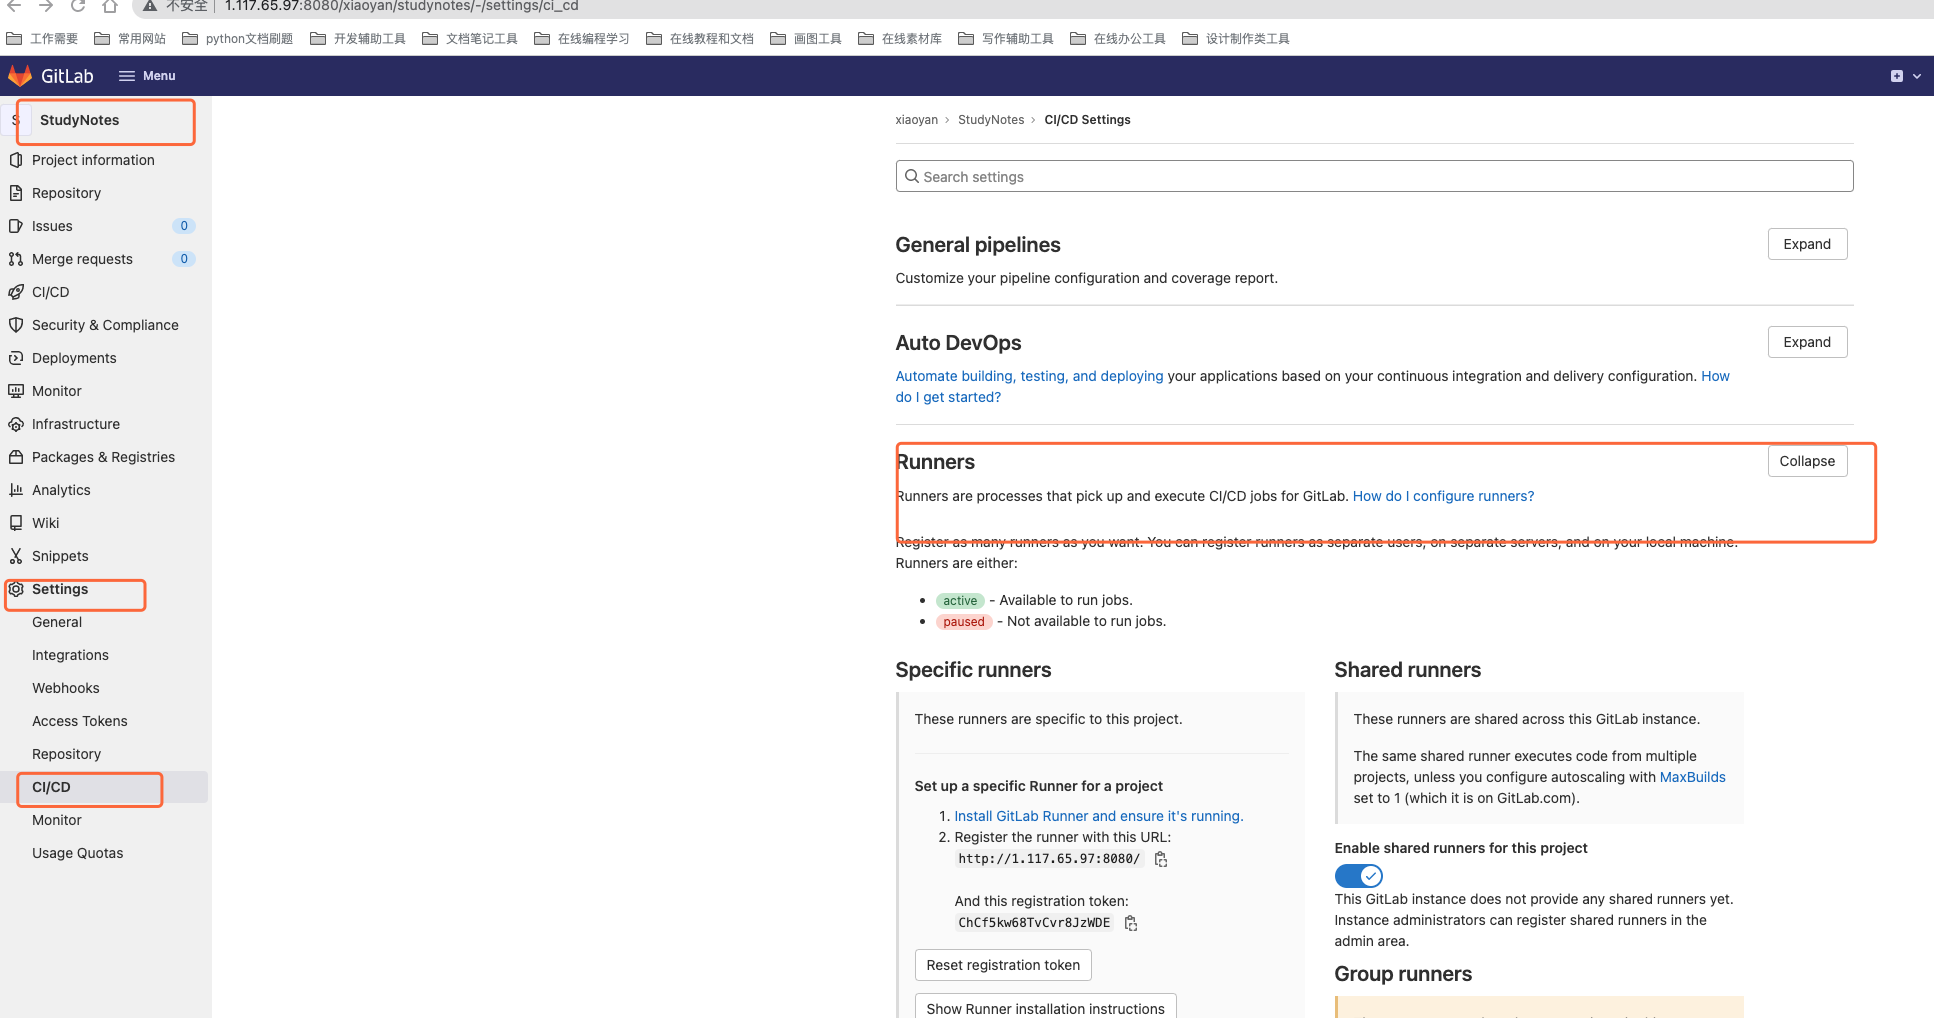 不安全 | 1.117.65.97:8080/xiaoyan/studynotes/-/settings/ci_cd
工作需要 常用网站 python文档刷题 开发辅助工具 文档笔记工具 在线编程学习 在线教程和文档 画图工具 在线素材库 写作辅助工具 在线办公工具 设计制作类工具
GitLab Menu
S StudyNotes
Project information
Repository
Issues 0
Merge requests 0
CI/CD
Security & Compliance
Deployments
Monitor
Infrastructure
Packages & Registries
Analytics
Wiki
Snippets
Settings
General
Integrations
Webhooks
Access Tokens
Repository
CI/CD
Monitor
Usage Quotas
xiaoyan › StudyNotes › CI/CD Settings
Search settings
General pipelines
Expand
Customize your pipeline configuration and coverage report.
Auto DevOps
Expand
Automate building, testing, and deploying your applications based on your continuous integration and delivery configuration. How
do I get started?
Runners
Collapse
Runners are processes that pick up and execute CI/CD jobs for GitLab. How do I configure runners?
Register as many runners as you want. You can register runners as separate users, on separate servers, and on your local machine.
Runners are either:
• active - Available to run jobs.
• paused - Not available to run jobs.
Specific runners
These runners are specific to this project.
Set up a specific Runner for a project
1. Install GitLab Runner and ensure it's running.
2. Register the runner with this URL:
http://1.117.65.97:8080/
And this registration token:
ChCf5kw68TvCvr8JzWDE
Reset registration token
Show Runner installation instructions
Shared runners
These runners are shared across this GitLab instance.
The same shared runner executes code from multiple
projects, unless you configure autoscaling with MaxBuilds
set to 1 (which it is on GitLab.com).
Enable shared runners for this project
This GitLab instance does not provide any shared runners yet.
Instance administrators can register shared runners in the
admin area.
Group runners